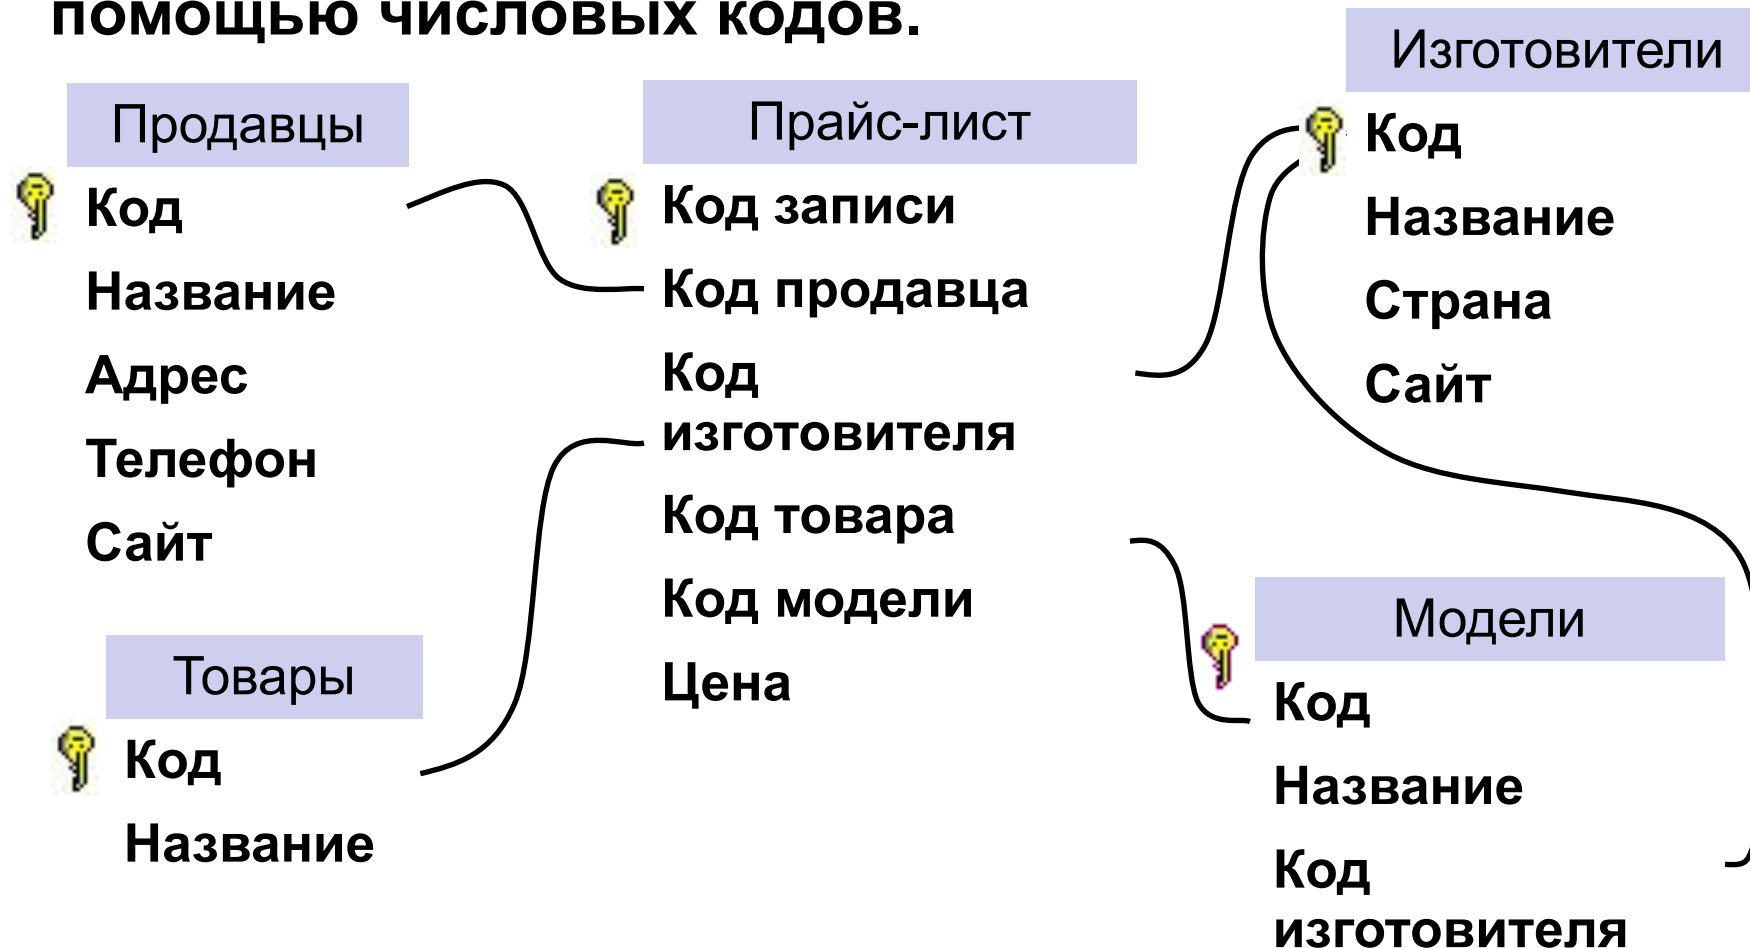 помощью числовых кодов.
Продавцы
Код
Название
Адрес
Телефон
Сайт
Товары
Код
Название
Прайс-лист
Код записи
Код продавца
Код
изготовителя
Код товара
Код модели
Цена
Изготовители
Код
Название
Страна
Сайт
Модели
Код
Название
Код
изготовителя